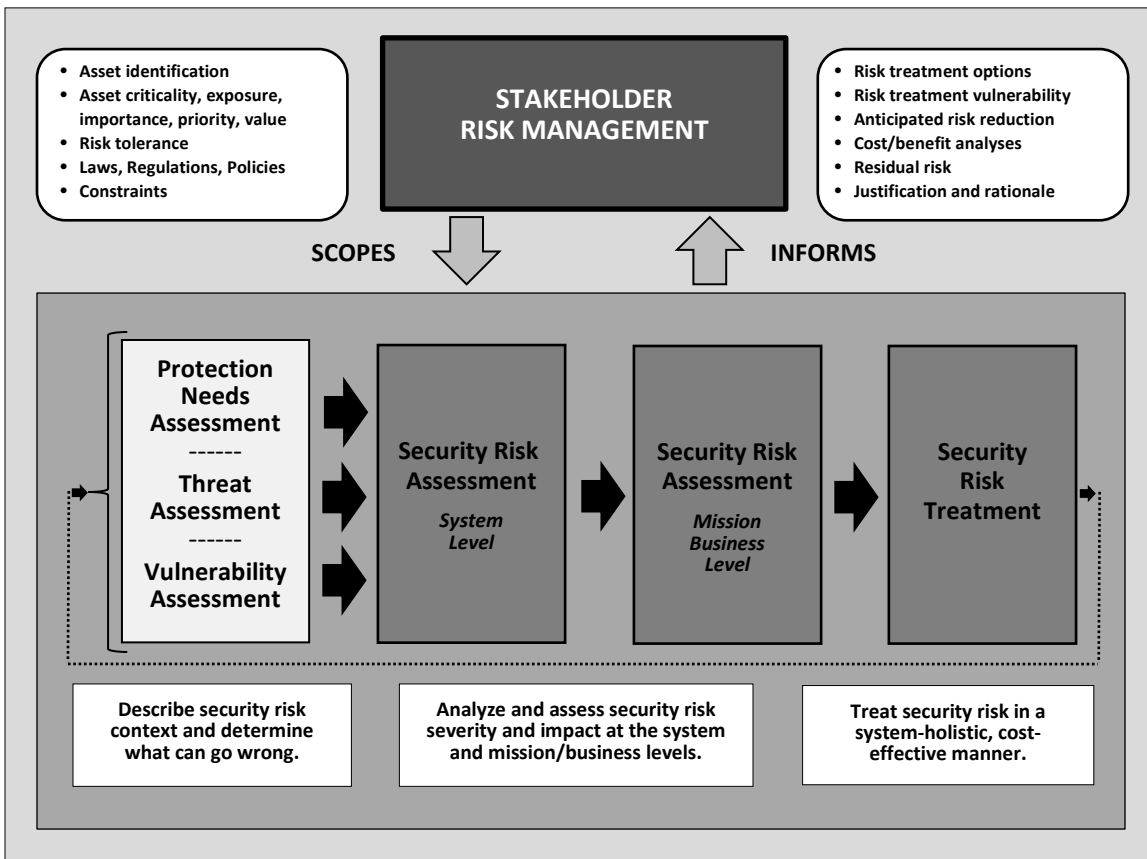 • Asset identification
• Asset criticality, exposure,
importance, priority, value
• Risk tolerance
• Laws, Regulations, Policies
• Constraints
STAKEHOLDER
RISK MANAGEMENT
• Risk treatment options
• Risk treatment vulnerability
• Anticipated risk reduction
• Cost/benefit analyses
• Residual risk
• Justification and rationale
SCOPES
INFORMS
Protection
Needs
Assessment
------
Threat
Assessment
------
Vulnerability
Assessment
Security Risk
Assessment
System
Level
Security Risk
Assessment
Mission
Business
Level
Security
Risk
Treatment
Describe security risk
context and determine
what can go wrong.
Analyze and assess security risk
severity and impact at the system
and mission/business levels.
Treat security risk in a
system-holistic, cost-
effective manner.